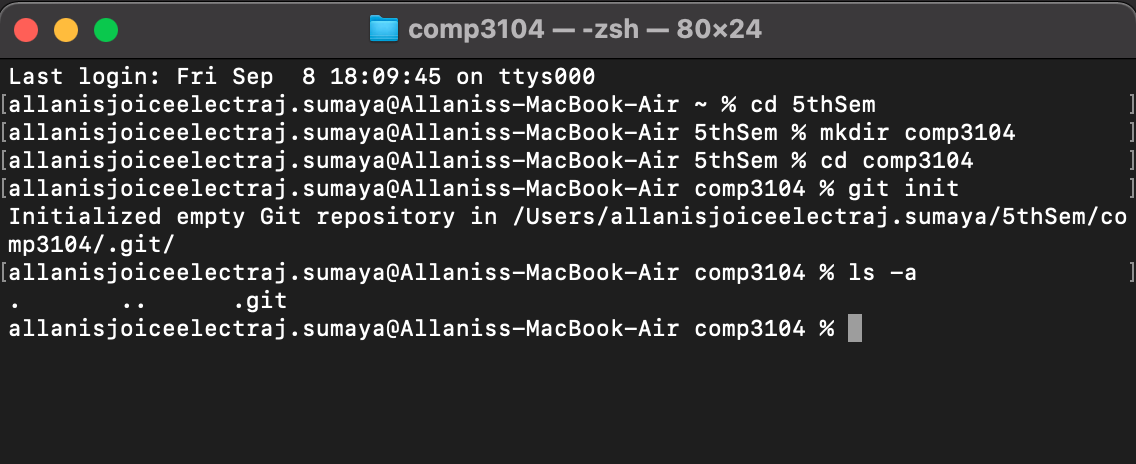 comp3104 — -zsh — 80×24
Last login: Fri Sep  8 18:09:45 on ttys000
[allanisjoiceelectraj.sumaya@Allaniss-MacBook-Air ~ % cd 5thSem ]
[allanisjoiceelectraj.sumaya@Allaniss-MacBook-Air 5thSem % mkdir comp3104 ]
[allanisjoiceelectraj.sumaya@Allaniss-MacBook-Air 5thSem % cd comp3104 ]
[allanisjoiceelectraj.sumaya@Allaniss-MacBook-Air comp3104 % git init ]
Initialized empty Git repository in /Users/allanisjoiceelectraj.sumaya/5thSem/co
mp3104/.git/
[allanisjoiceelectraj.sumaya@Allaniss-MacBook-Air comp3104 % ls -a ]
.       ..      .git
allanisjoiceelectraj.sumaya@Allaniss-MacBook-Air comp3104 %